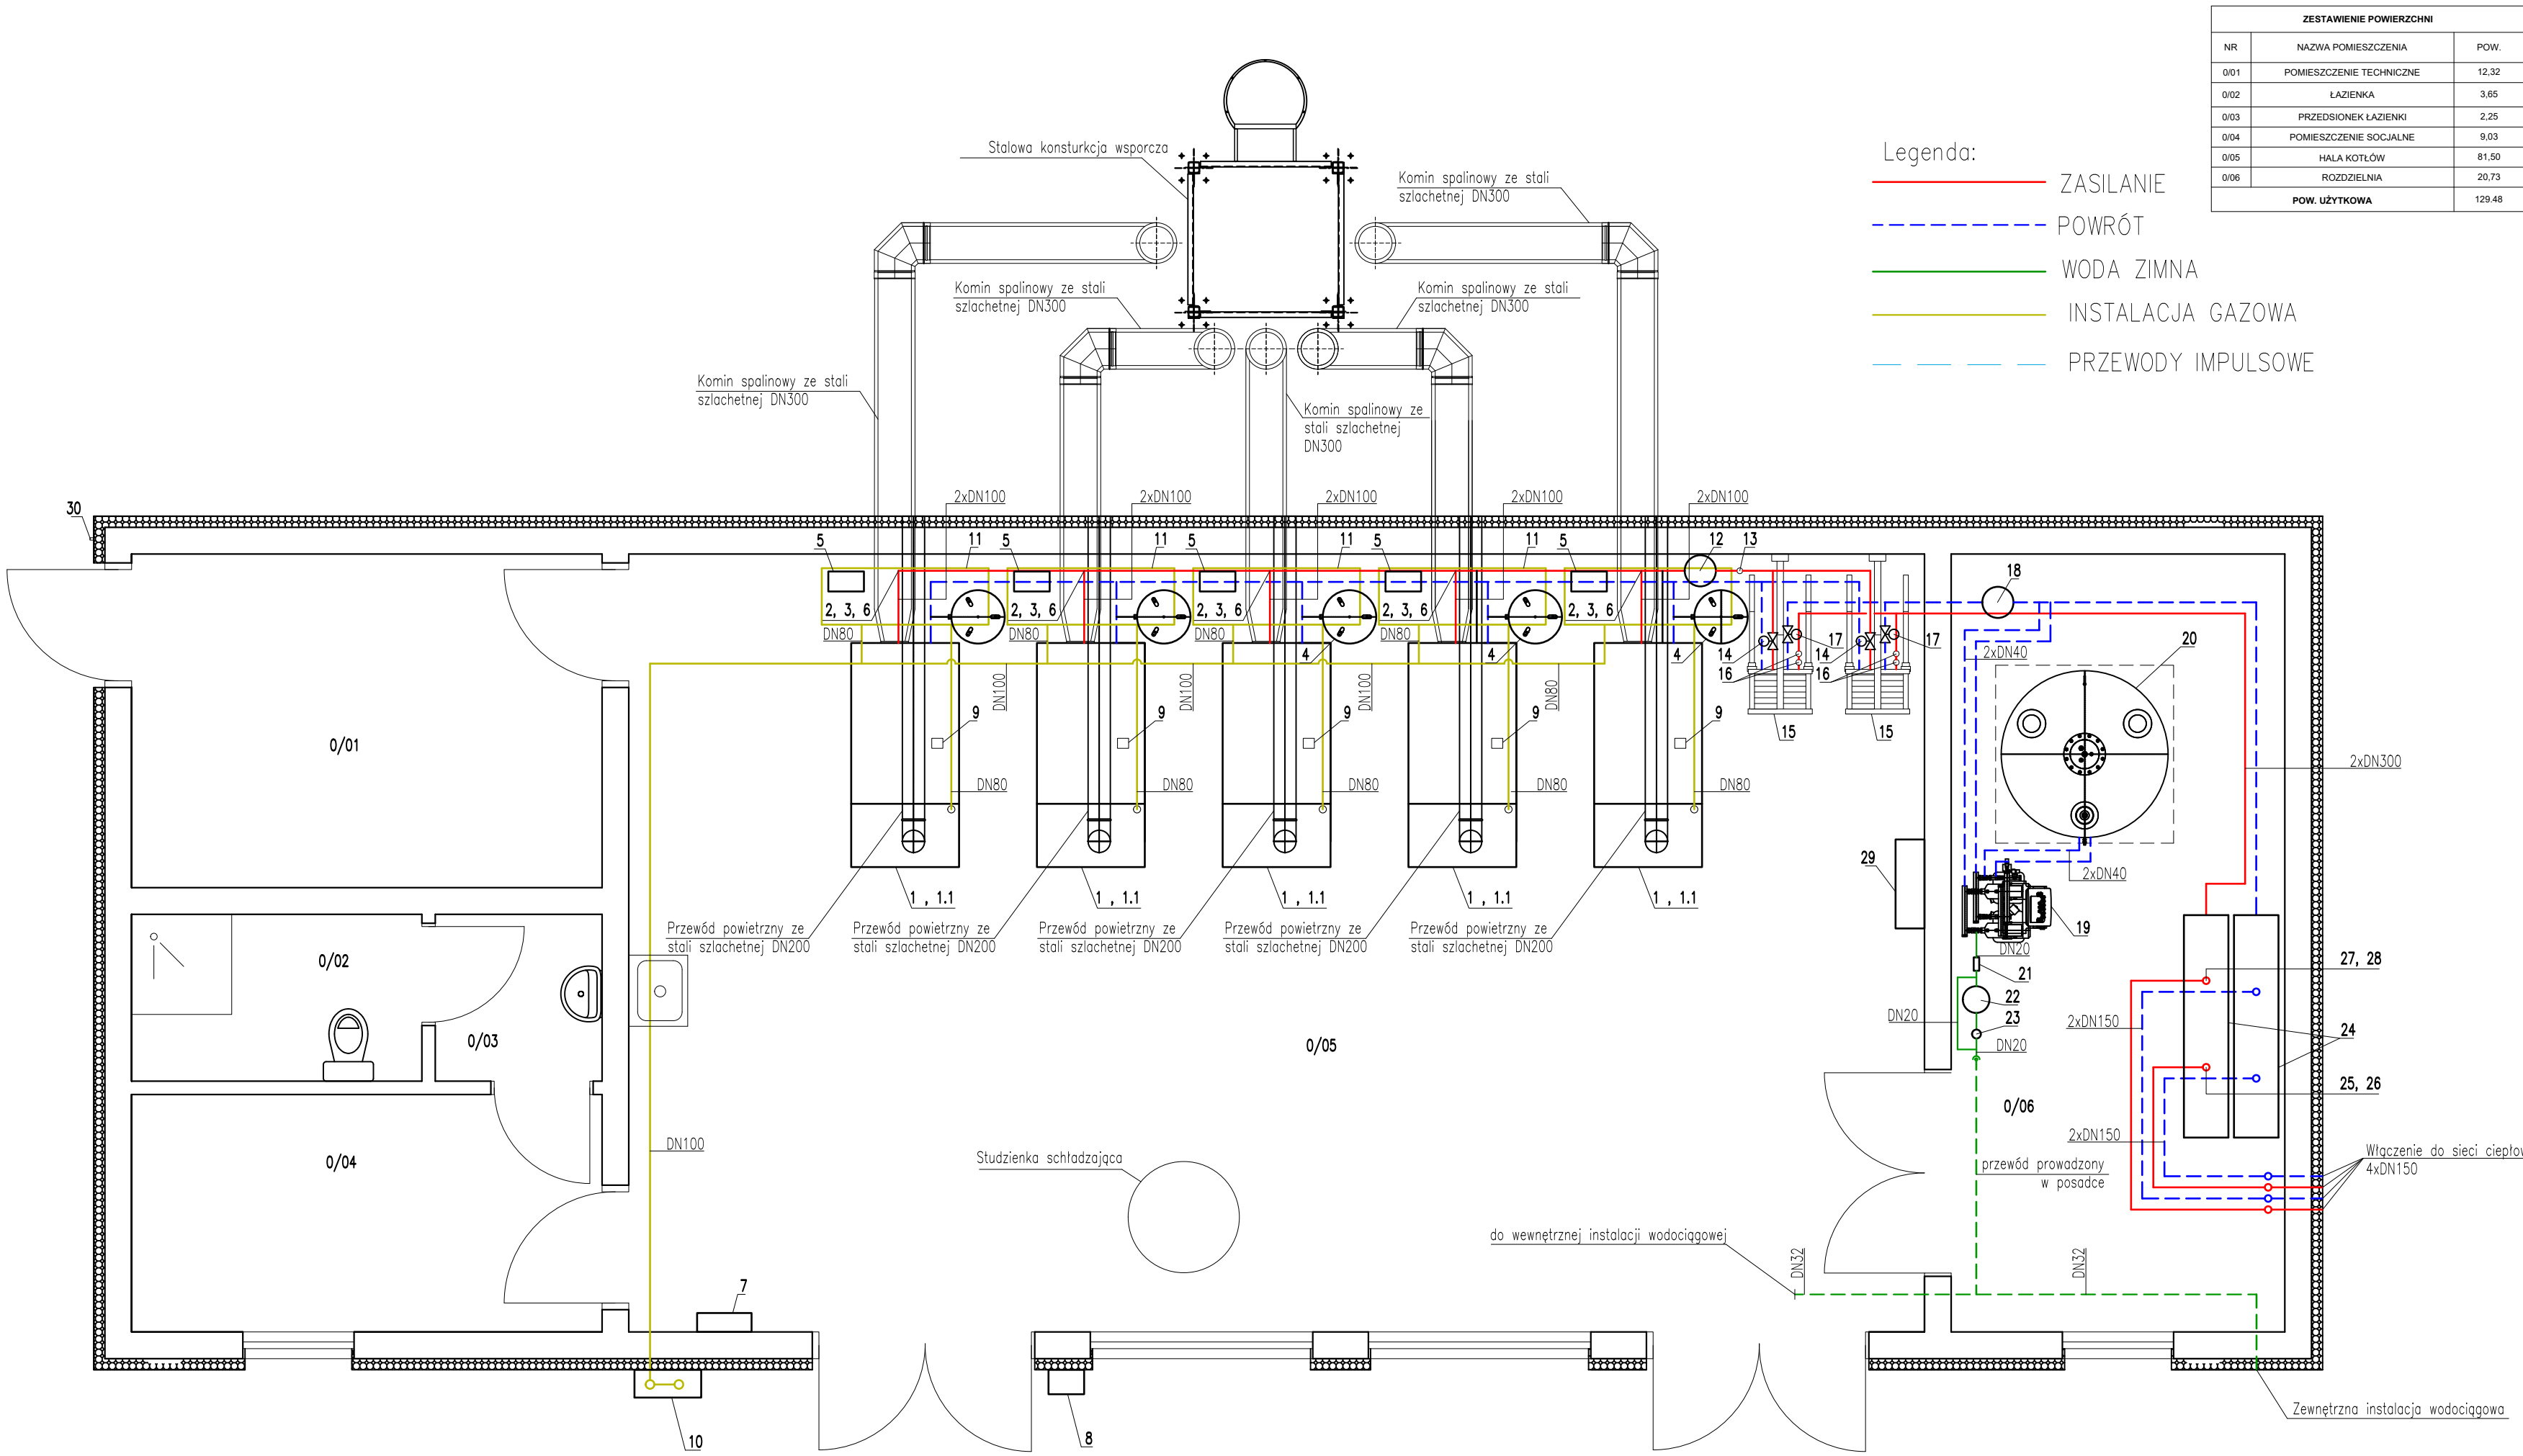 ZESTAWIENIE POWIERZCHNI
NR NAZWA POMIESZCZENIA POW.
0/01 POMIESZCZENIE TECHNICZNE 12,32
0/02 ŁAZIENKA 3,65
0/03 PRZEDSIONEK ŁAZIENKI 2,25
0/04 POMIESZCZENIE SOCJALNE 9,03
0/05 HALA KOTŁÓW 81,50
0/06 ROZDZIELNIA 20,73
POW. UŻYTKOWA 129.48
Legenda:
ZASILANIE
POWRÓT
WODA ZIMNA
INSTALACJA GAZOWA
PRZEWODY IMPULSOWE
Stalowa konsturkcja wsporcza
Komin spalinowy ze stali
szlachetnej DN300
Komin spalinowy ze stali
szlachetnej DN300
Komin spalinowy ze stali
szlachetnej DN300
Komin spalinowy ze stali
szlachetnej DN300
Komin spalinowy ze
stali szlachetnej
DN300
2xDN100 2xDN100 2xDN100 2xDN100 2xDN100
30
5 11 5 11 5 11 5 11 5 12 13
18
2, 3, 6 2, 3, 6 2, 3, 6 2, 3, 6 2, 3, 6
DN80 DN80 DN80 DN80 DN80
4 4 4 14 17 14 17 20
16 16
2xDN40
DN100 DN100 DN100 DN80
9 9 9 9 9
15 15
0/01
2xDN300
DN80 DN80 DN80 DN80 DN80
29
2xDN40
1 , 1.1 1 , 1.1 1 , 1.1 1 , 1.1 1 , 1.1
19
Przewód powietrzny ze
stali szlachetnej DN200
Przewód powietrzny ze
stali szlachetnej DN200
Przewód powietrzny ze
stali szlachetnej DN200
Przewód powietrzny ze
stali szlachetnej DN200
Przewód powietrzny ze
stali szlachetnej DN200
DN20
0/02
21
27, 28
22
DN20
23
2xDN150
24
0/03
0/05
DN20
25, 26
0/06
2xDN150
DN100
0/04
Studzienka schładzająca
przewód prowadzony
w posadce
Włączenie do sieci ciepłow
4xDN150
do wewnętrznej instalacji wodociągowej
DN32
DN32
7
10
8
Zewnętrzna instalacja wodociągowa